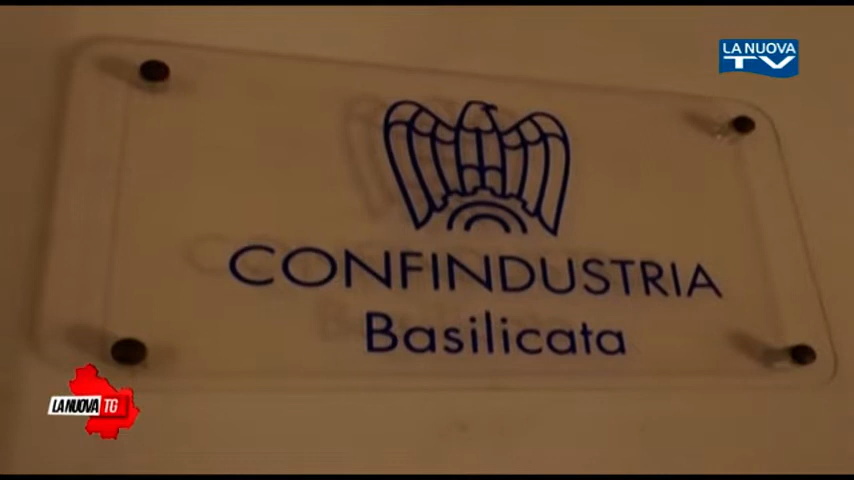 LA NUOVA
TV
CONFINDUSTRIA
Basilicata
LA NUOVA TG